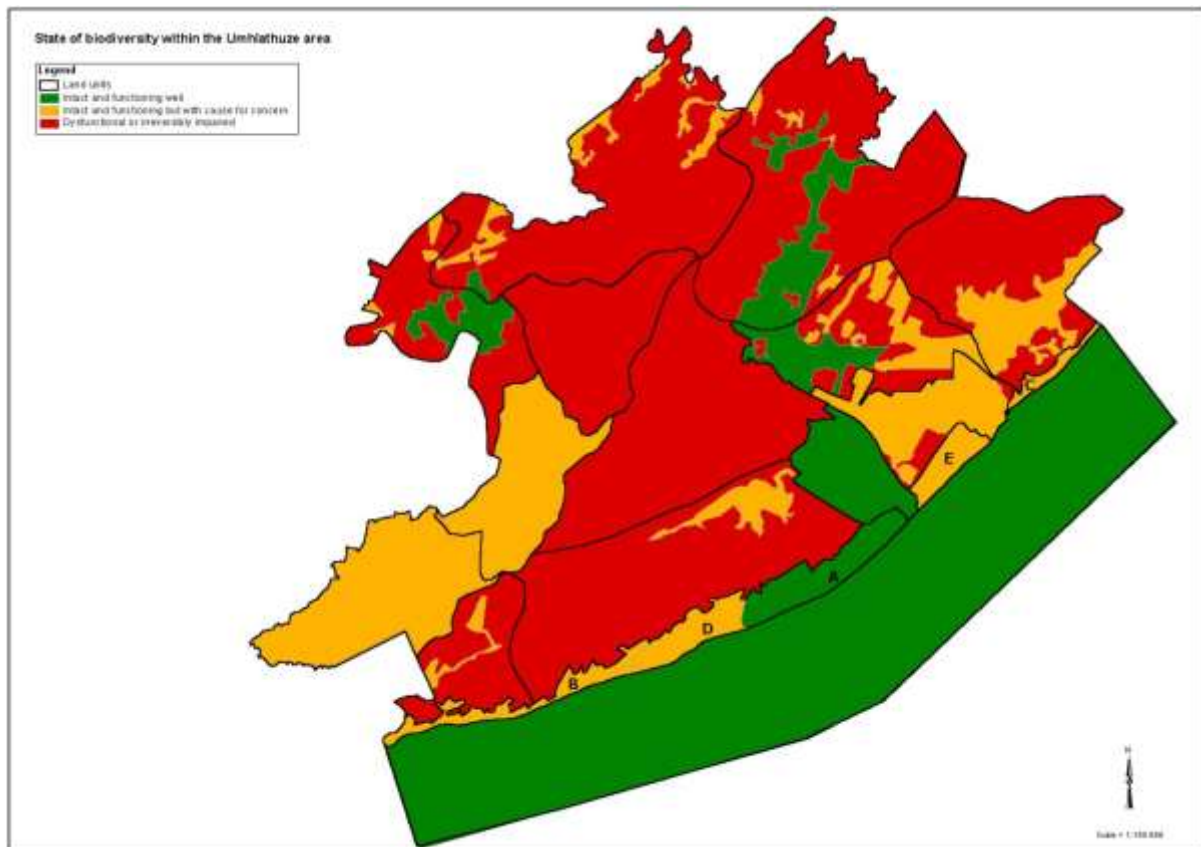 State of biodiversity within the Umhlathuze area
Legend
Land units
Intact and functioning well
Intact and functioning but with cause for concern
Dysfunctional or irreversibly impaired
C
E
A
D
B
N
Scale =